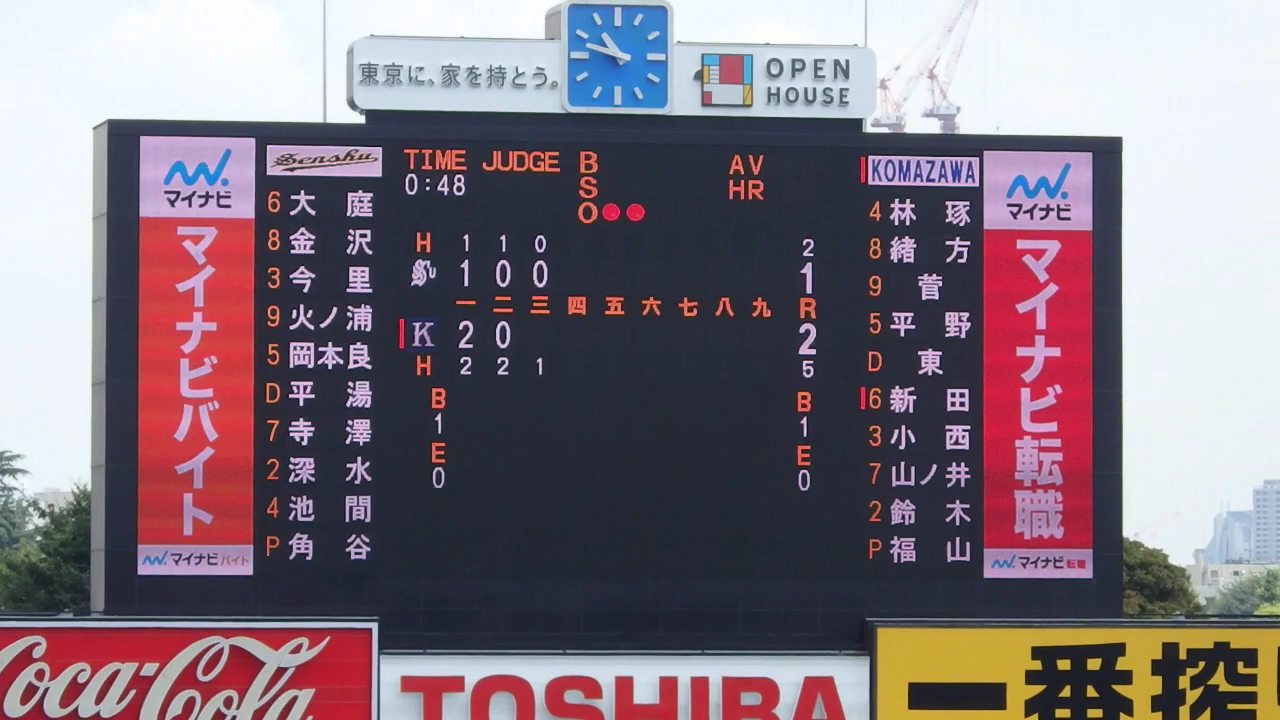 東京に、家を持とう。
OPEN
HOUSE
マイナビ
マイナビバイト
マイナビバイト
Senshu
6 大庭
8 金沢
3 今里
9 火ノ浦
5 岡本良
D 平湯
7 寺澤
2 深水
4 池間
P 角谷
TIME JUDGE B AV
0:48 S HR
O
H 1 1 0 2
1 0 0 1
一 二 三 四 五 六 七 八 九 R
K 2 0 2
H 2 2 1 5
B B
1 1
E E
0 0
KOMAZAWA
4 林琢
8 緒方
9 菅
5 平野
D 東
6 新田
3 小西
7 山ノ井
2 鈴木
P 福山
マイナビ
マイナビ転職
マイナビ転職
Coca-Cola
TOSHIBA
一番搾